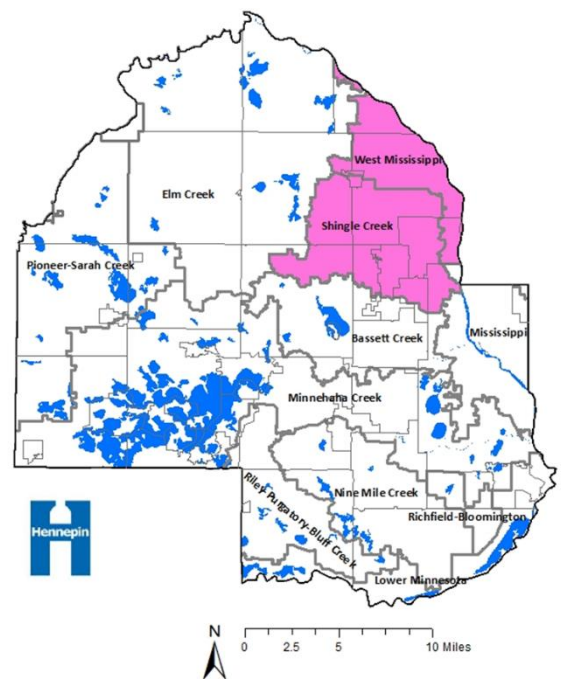 West Mississippi
Elm Creek
Shingle Creek
Pioneer-Sarah Creek
Mississippi
Bassett Creek
Minnehaha Creek
Riley-Purgatory-Bluff Creek
Nine Mile Creek
Richfield-Bloomington
Hennepin
Lower Minnesota
N
0 2.5 5 10 Miles